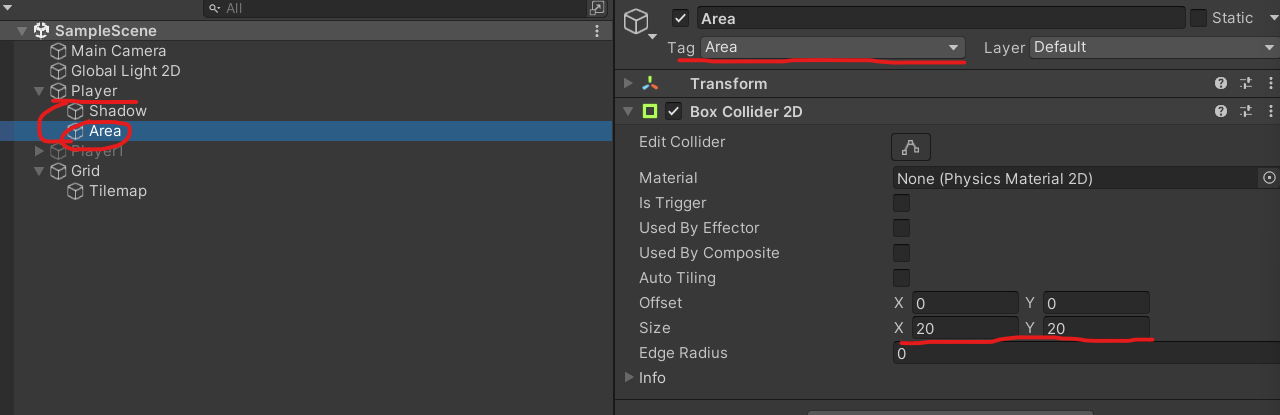 All
SampleScene
Main Camera
Global Light 2D
Player
Shadow
Area
Player1
Grid
Tilemap
Area
Static
Tag Area Layer Default
Transform
Box Collider 2D
Edit Collider
Material None (Physics Material 2D)
Is Trigger
Used By Effector
Used By Composite
Auto Tiling
Offset X 0 Y 0
Size X 20 Y 20
Edge Radius 0
Info